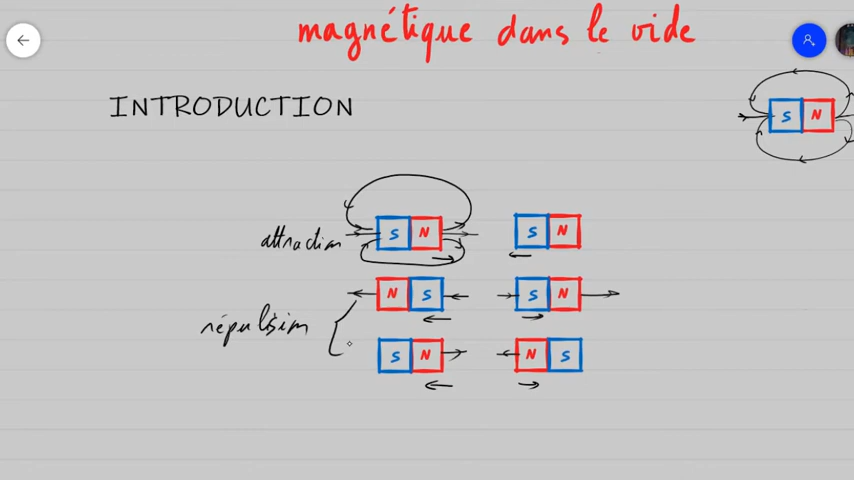 magnétique dans le vide
INTRODUCTION
S N
attraction S N S N
N S S N
répulsion
S N N S